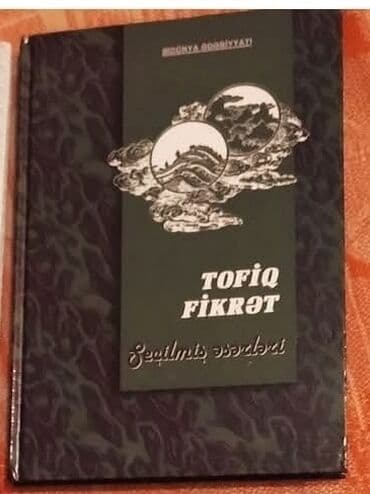 DÜNYA ƏDƏBİYYATI
TOFİQ
FİKRƏT
Seçilmiş əsərləri